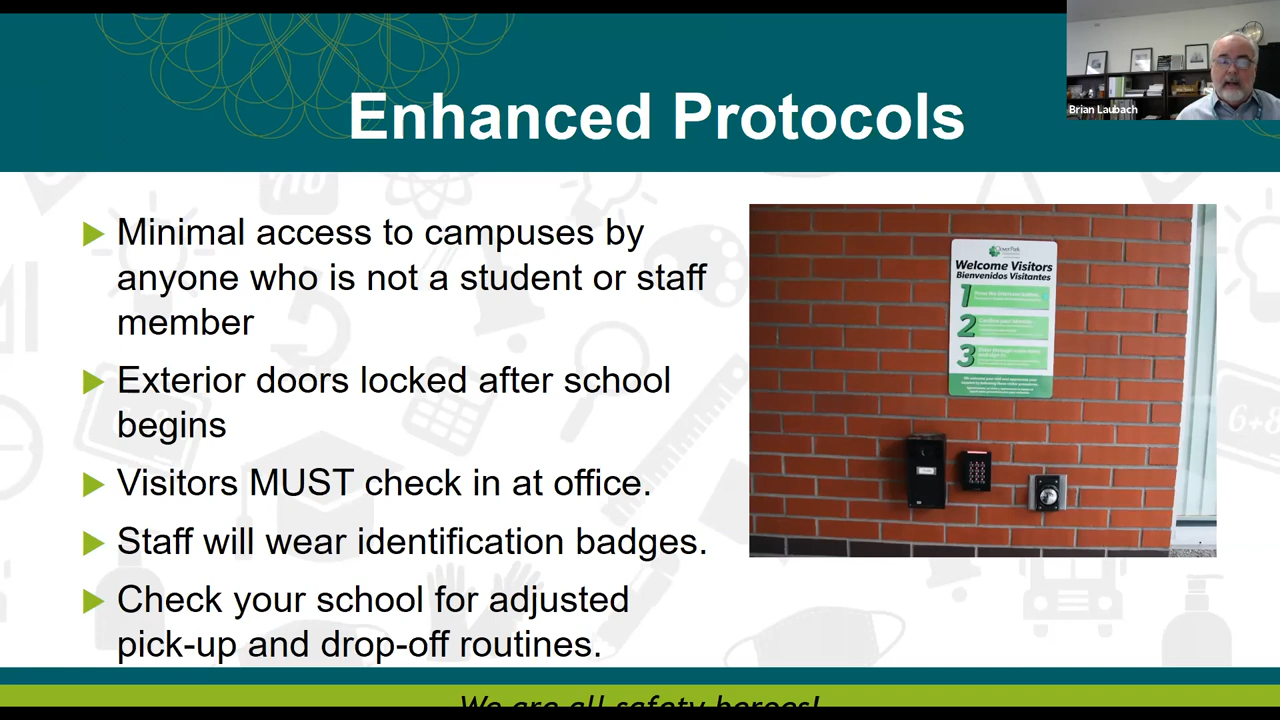 Enhanced Protocols
Brian Laubach
Minimal access to campuses by
anyone who is not a student or staff
member
Exterior doors locked after school
begins
Visitors MUST check in at office.
Staff will wear identification badges.
Check your school for adjusted
pick-up and drop-off routines.
Welcome Visitors
Bienvenidos Visitantes
1
2
3
6+8
We are all safety heroes!